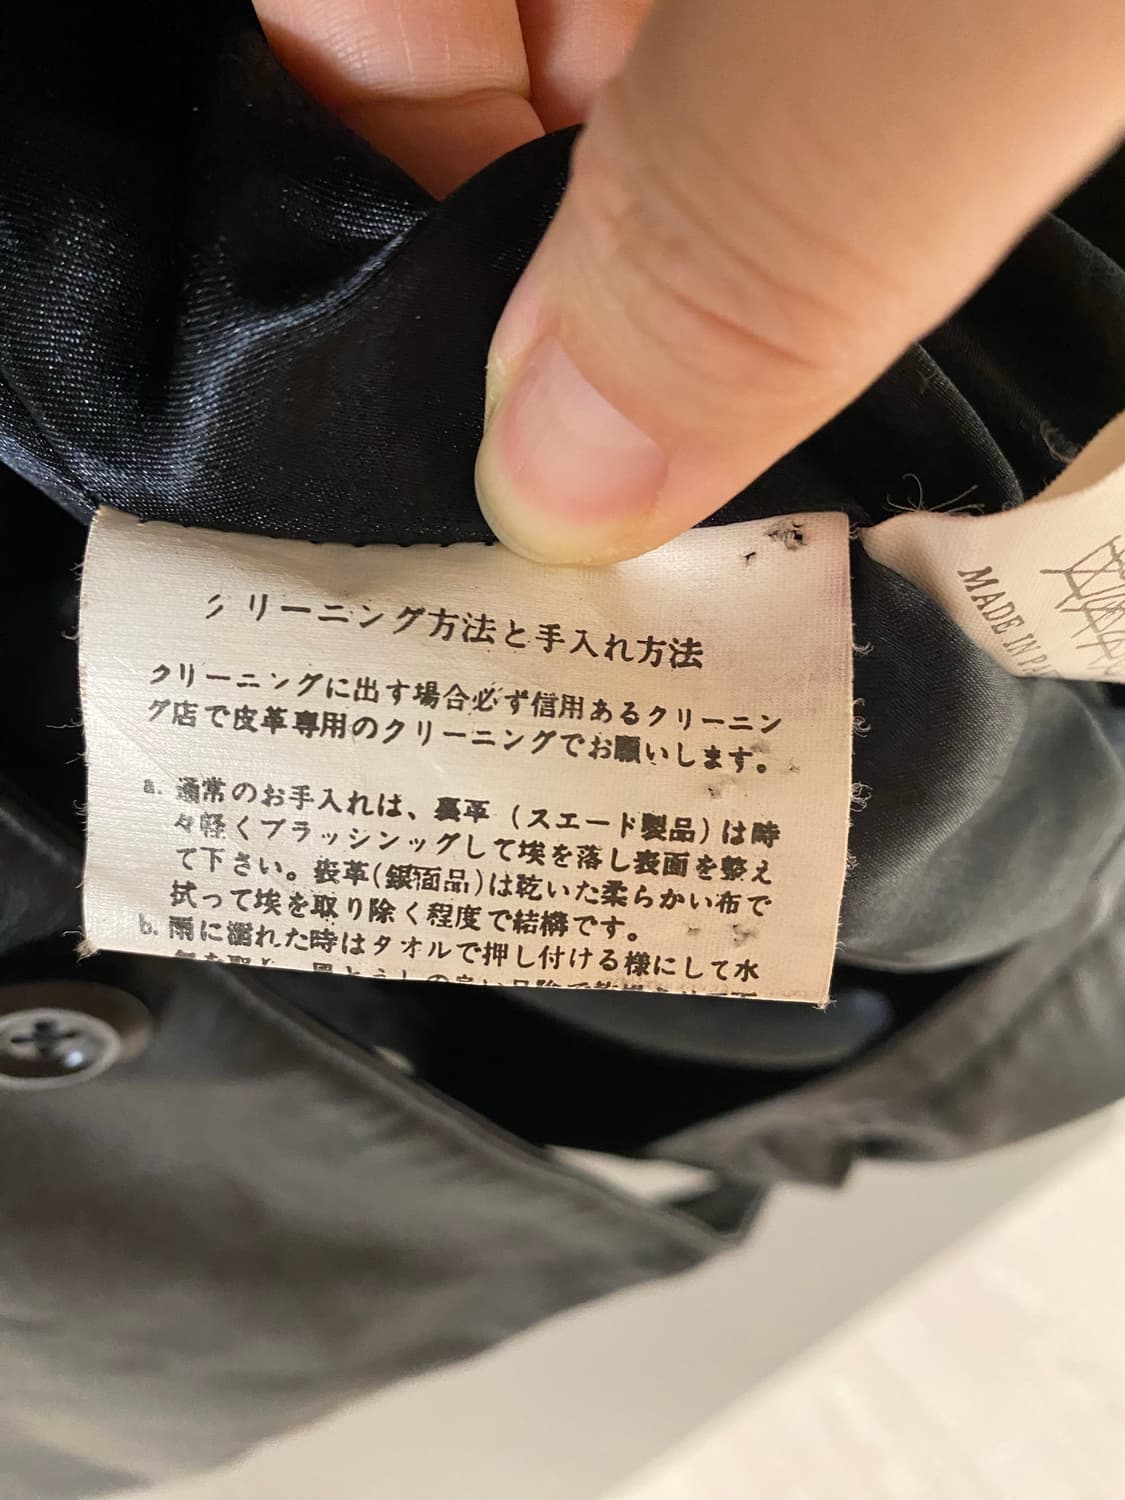 クリーニング方法と手入れ方法
クリーニングに出す場合必ず信用あるクリーニン
グ店で皮革専用のクリーニングでお願いします。
a. 通常のお手入れは、裏革(スエード製品)は時
々軽くブラッシンッグして埃を落し表面を整え
て下さい。表革(銀面品)は乾いた柔らかい布で
拭って埃を取り除く程度で結構です。
b. 雨に濡れた時はタオルで押し付ける様にして水
MADE IN